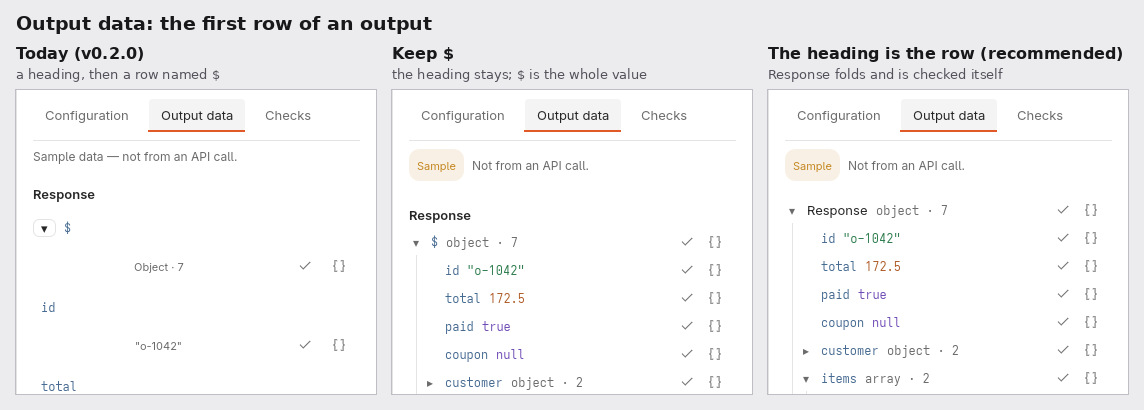 Output data: the first row of an output
Today (v0.2.0)
a heading, then a row named $
Configuration Output data Checks
Sample data — not from an API call.
Response
▾ $
Object · 7 ✓ {}
id
"o-1042" ✓ {}
total
Keep $
the heading stays; $ is the whole value
Configuration Output data Checks
Sample Not from an API call.
Response
▾ $ object · 7 ✓ {}
id "o-1042" ✓ {}
total 172.5 ✓ {}
paid true ✓ {}
coupon null ✓ {}
▸ customer object · 2 ✓ {}
The heading is the row (recommended)
Response folds and is checked itself
Configuration Output data Checks
Sample Not from an API call.
▾ Response object · 7 ✓ {}
id "o-1042" ✓ {}
total 172.5 ✓ {}
paid true ✓ {}
coupon null ✓ {}
▸ customer object · 2 ✓ {}
▾ items array · 2 ✓ {}